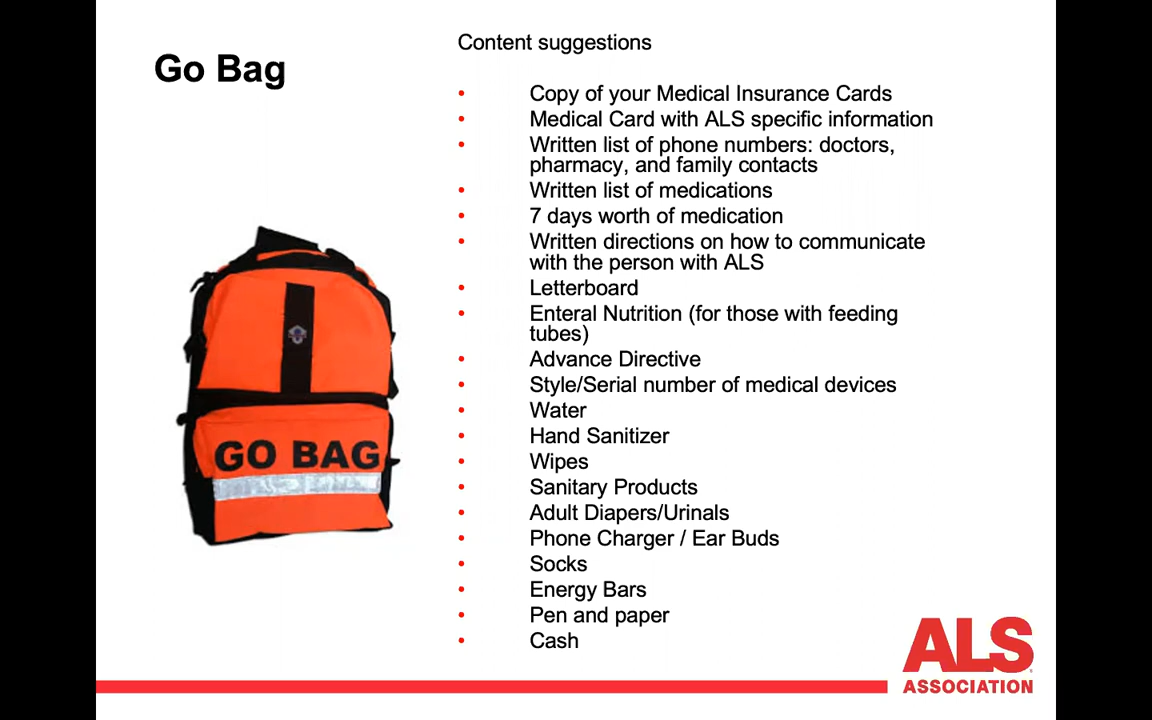 Go Bag
Content suggestions
• Copy of your Medical Insurance Cards
• Medical Card with ALS specific information
• Written list of phone numbers: doctors,
pharmacy, and family contacts
• Written list of medications
• 7 days worth of medication
• Written directions on how to communicate
with the person with ALS
• Letterboard
• Enteral Nutrition (for those with feeding
tubes)
• Advance Directive
• Style/Serial number of medical devices
• Water
• Hand Sanitizer
• Wipes
• Sanitary Products
• Adult Diapers/Urinals
• Phone Charger / Ear Buds
• Socks
• Energy Bars
• Pen and paper
• Cash
GO BAG
ALS
ASSOCIATION